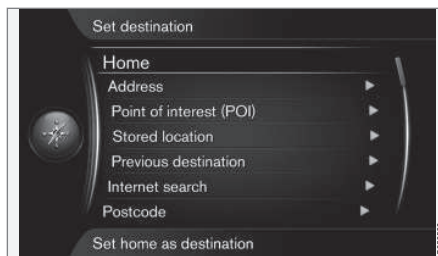 Set destination
Home
Address
Point of interest (POI)
Stored location
Previous destination
Internet search
Postcode
Set home as destination